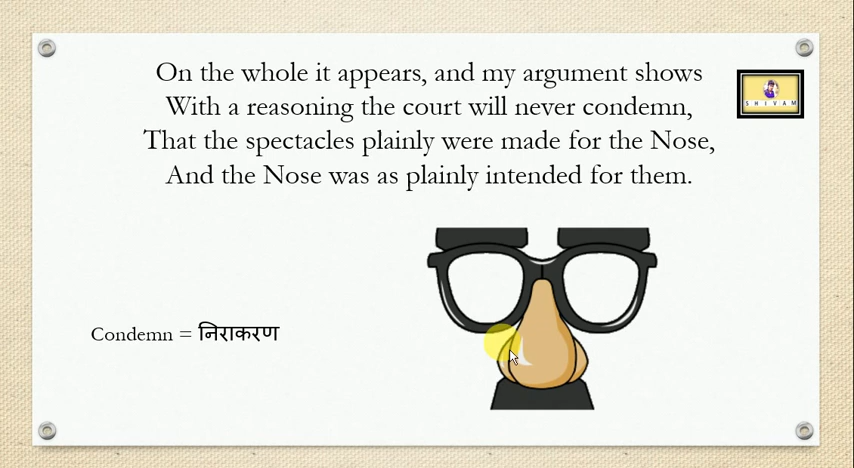 On the whole it appears, and my argument shows
With a reasoning the court will never condemn,
That the spectacles plainly were made for the Nose,
And the Nose was as plainly intended for them.
SHIVAM
Condemn = निराकरण